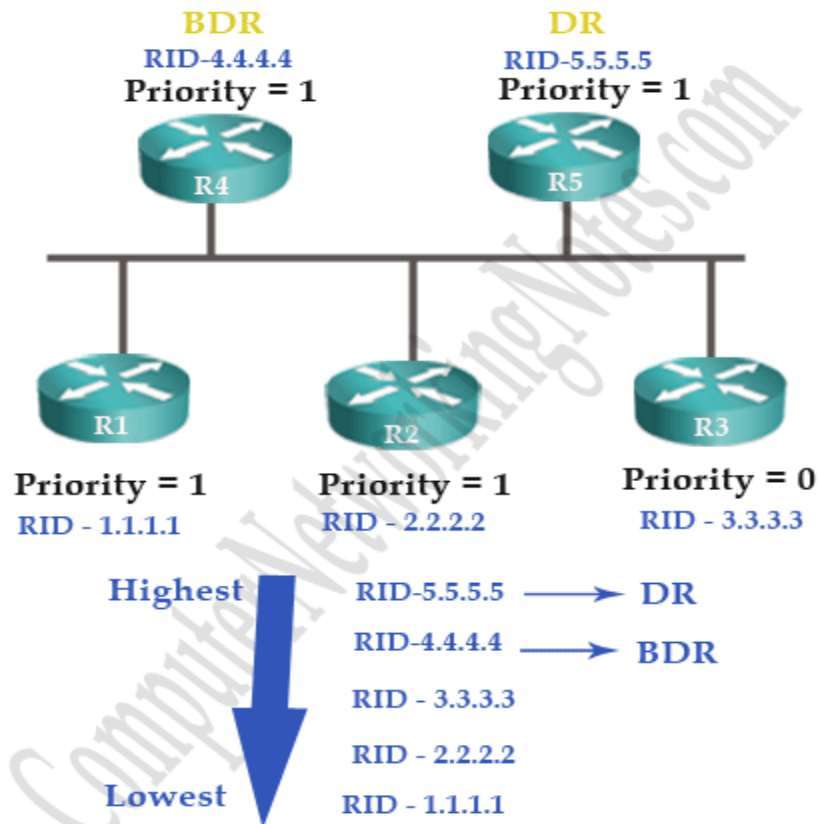 BDR
RID-4.4.4.4
Priority = 1
DR
RID-5.5.5.5
Priority = 1
R4
R5
R1
R2
R3
Priority = 1
RID - 1.1.1.1
Priority = 1
RID - 2.2.2.2
Priority = 0
RID - 3.3.3.3
Highest
RID-5.5.5.5
DR
RID-4.4.4.4
BDR
RID - 3.3.3.3
RID - 2.2.2.2
Lowest
RID - 1.1.1.1
ComputerNetworkingNotes.com